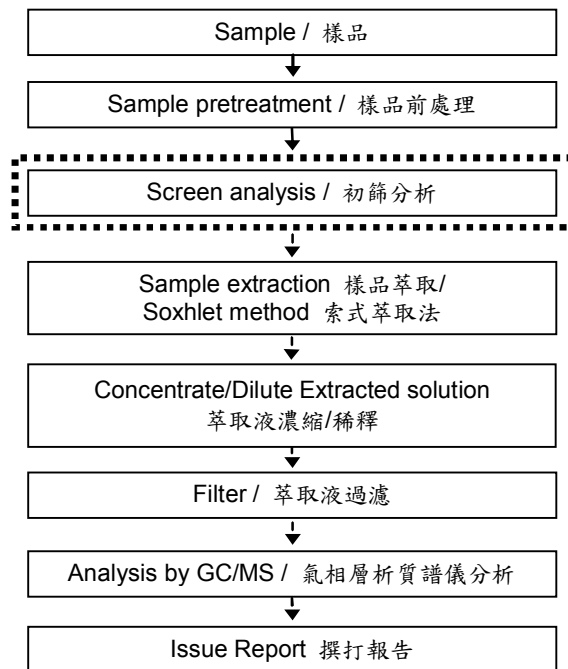 Sample / 樣品
Sample pretreatment / 樣品前處理
Screen analysis / 初篩分析
Sample extraction 樣品萃取/
Soxhlet method 索式萃取法
Concentrate/Dilute Extracted solution
萃取液濃縮/稀釋
Filter / 萃取液過濾
Analysis by GC/MS / 氣相層析質譜儀分析
Issue Report 撰打報告